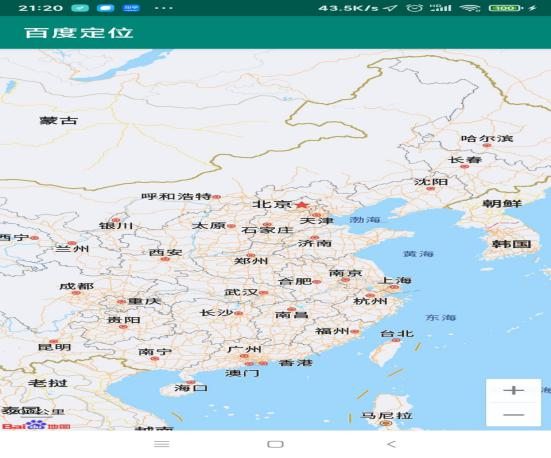 21:20 ... 43.5K/s HD 100
百度定位
蒙古
哈尔滨
长春
沈阳
呼和浩特
北京
朝鲜
天津
渤海
银川
太原
石家庄
西宁
兰州
济南
韩国
西安
郑州
黄海
成都
合肥
南京
上海
重庆
武汉
杭州
贵阳
长沙
南昌
东海
昆明
福州
台北
南宁
广州
澳门
香港
老挝
海口
泰国
公里
马尼拉
Bai 地图
越南
+
−